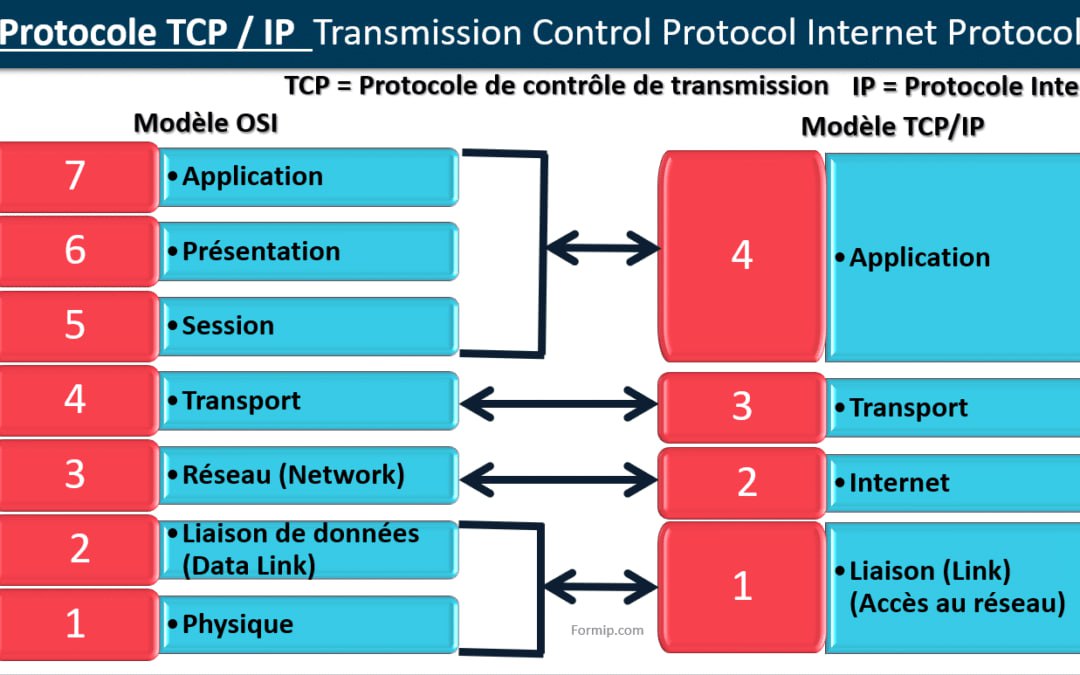 Protocole TCP / IP Transmission Control Protocol Internet Protocol
TCP = Protocole de contrôle de transmission IP = Protocole Inte
Modèle OSI
Modèle TCP/IP
7
•Application
6
•Présentation
5
•Session
4
•Transport
3
•Réseau (Network)
2
•Liaison de données
(Data Link)
1
•Physique
4
•Application
3
•Transport
2
•Internet
1
•Liaison (Link)
(Accès au réseau)
Formip.com